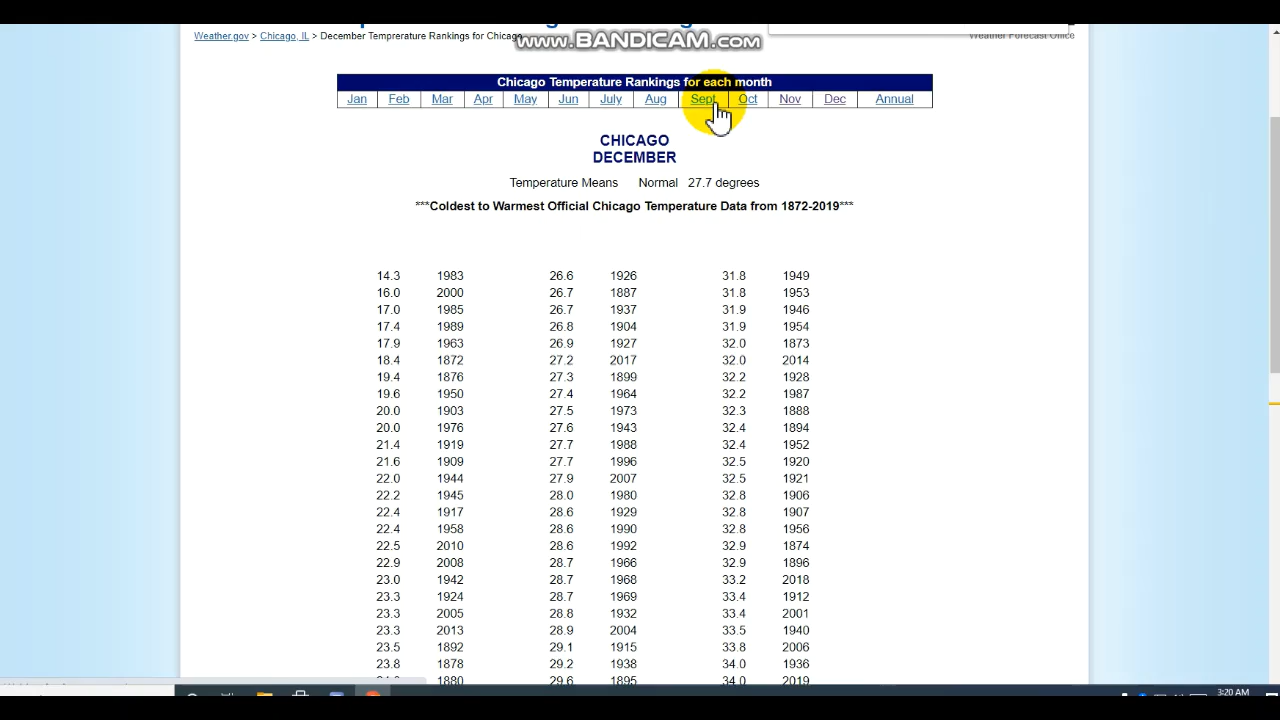 www.BANDICAM.com
Weather.gov > Chicago, IL > December Temprerature Rankings for Chicago
Weather Forecast Office
Chicago Temperature Rankings for each month
Jan Feb Mar Apr May Jun July Aug Sept Oct Nov Dec Annual
CHICAGO
DECEMBER
Temperature Means Normal 27.7 degrees
***Coldest to Warmest Official Chicago Temperature Data from 1872-2019***
14.3 1983 26.6 1926 31.8 1949
16.0 2000 26.7 1887 31.8 1953
17.0 1985 26.7 1937 31.9 1946
17.4 1989 26.8 1904 31.9 1954
17.9 1963 26.9 1927 32.0 1873
18.4 1872 27.2 2017 32.0 2014
19.4 1876 27.3 1899 32.2 1928
19.6 1950 27.4 1964 32.2 1987
20.0 1903 27.5 1973 32.3 1888
20.0 1976 27.6 1943 32.4 1894
21.4 1919 27.7 1988 32.4 1952
21.6 1909 27.7 1996 32.5 1920
22.0 1944 27.9 2007 32.5 1921
22.2 1945 28.0 1980 32.8 1906
22.4 1917 28.6 1929 32.8 1907
22.4 1958 28.6 1990 32.8 1956
22.5 2010 28.6 1992 32.9 1874
22.9 2008 28.7 1966 32.9 1896
23.0 1942 28.7 1968 33.2 2018
23.3 1924 28.7 1969 33.4 1912
23.3 2005 28.8 1932 33.4 2001
23.3 2013 28.9 2004 33.5 1940
23.5 1892 29.1 1915 33.8 2006
23.8 1878 29.2 1938 34.0 1936
1880 29.6 1895 34.0 2019
3:20 AM